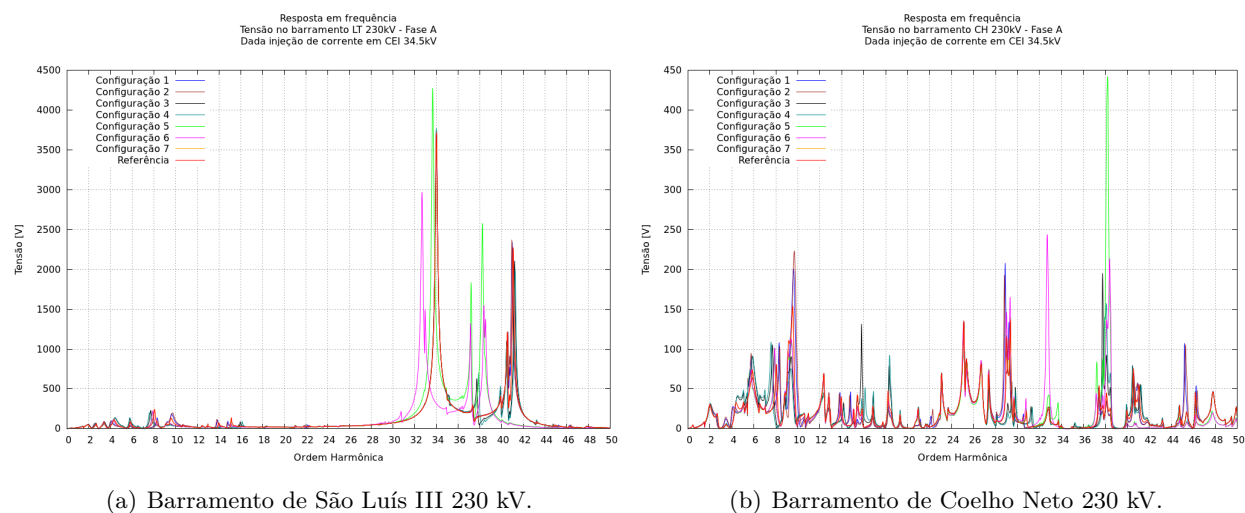 Resposta em frequência
Tensão no barramento LT 230kV - Fase A
Dada injeção de corrente em CEI 34.5kV
4500
4000
3500
3000
2500
2000
1500
1000
500
0
Tensão [V]
Configuração 1
Configuração 2
Configuração 3
Configuração 4
Configuração 5
Configuração 6
Configuração 7
Referência
0 2 4 6 8 10 12 14 16 18 20 22 24 26 28 30 32 34 36 38 40 42 44 46 48 50
Ordem Harmônica
(a) Barramento de São Luís III 230 kV.
Resposta em frequência
Tensão no barramento CH 230kV - Fase A
Dada injeção de corrente em CEI 34.5kV
450
400
350
300
250
200
150
100
50
0
Tensão [V]
Configuração 1
Configuração 2
Configuração 3
Configuração 4
Configuração 5
Configuração 6
Configuração 7
Referência
0 2 4 6 8 10 12 14 16 18 20 22 24 26 28 30 32 34 36 38 40 42 44 46 48 50
Ordem Harmônica
(b) Barramento de Coelho Neto 230 kV.